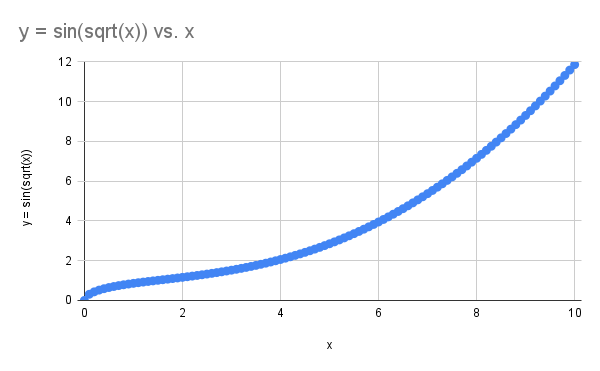 y = sin(sqrt(x)) vs. x
12
10
8
6
4
2
0
y = sin(sqrt(x))
0 2 4 6 8 10
x